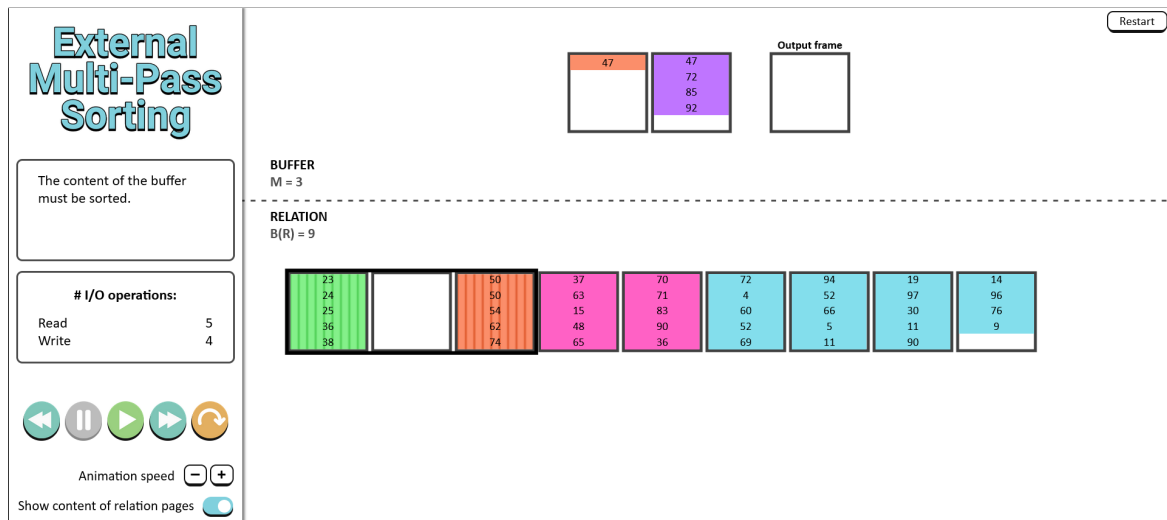 External
Multi-Pass
Sorting
The content of the buffer
must be sorted.
# I/O operations:
Read 5
Write 4
Animation speed - +
Show content of relation pages
Restart
Output frame
47
47
72
85
92
BUFFER
M = 3
RELATION
B(R) = 9
23 50 37 70 72 94 19 14
24 50 63 71 4 52 97 96
25 54 15 83 60 66 30 76
36 62 48 90 52 5 11 9
38 74 65 36 69 11 90